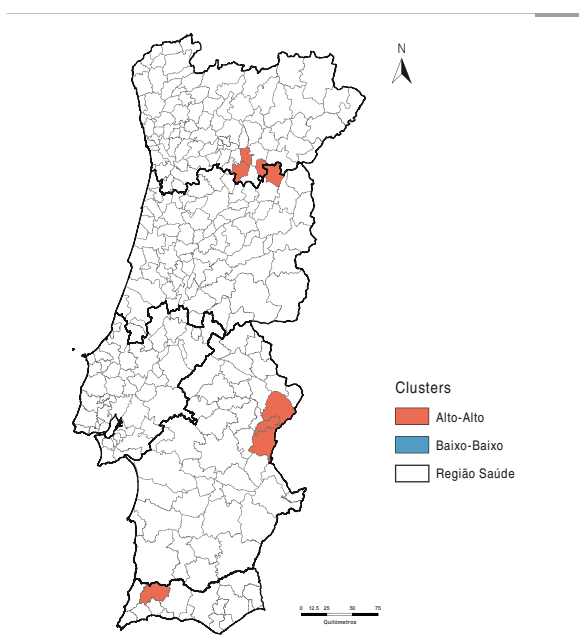 N
Clusters
Alto-Alto
Baixo-Baixo
Região Saúde
0 12.5 25 50 75
Quilómetros